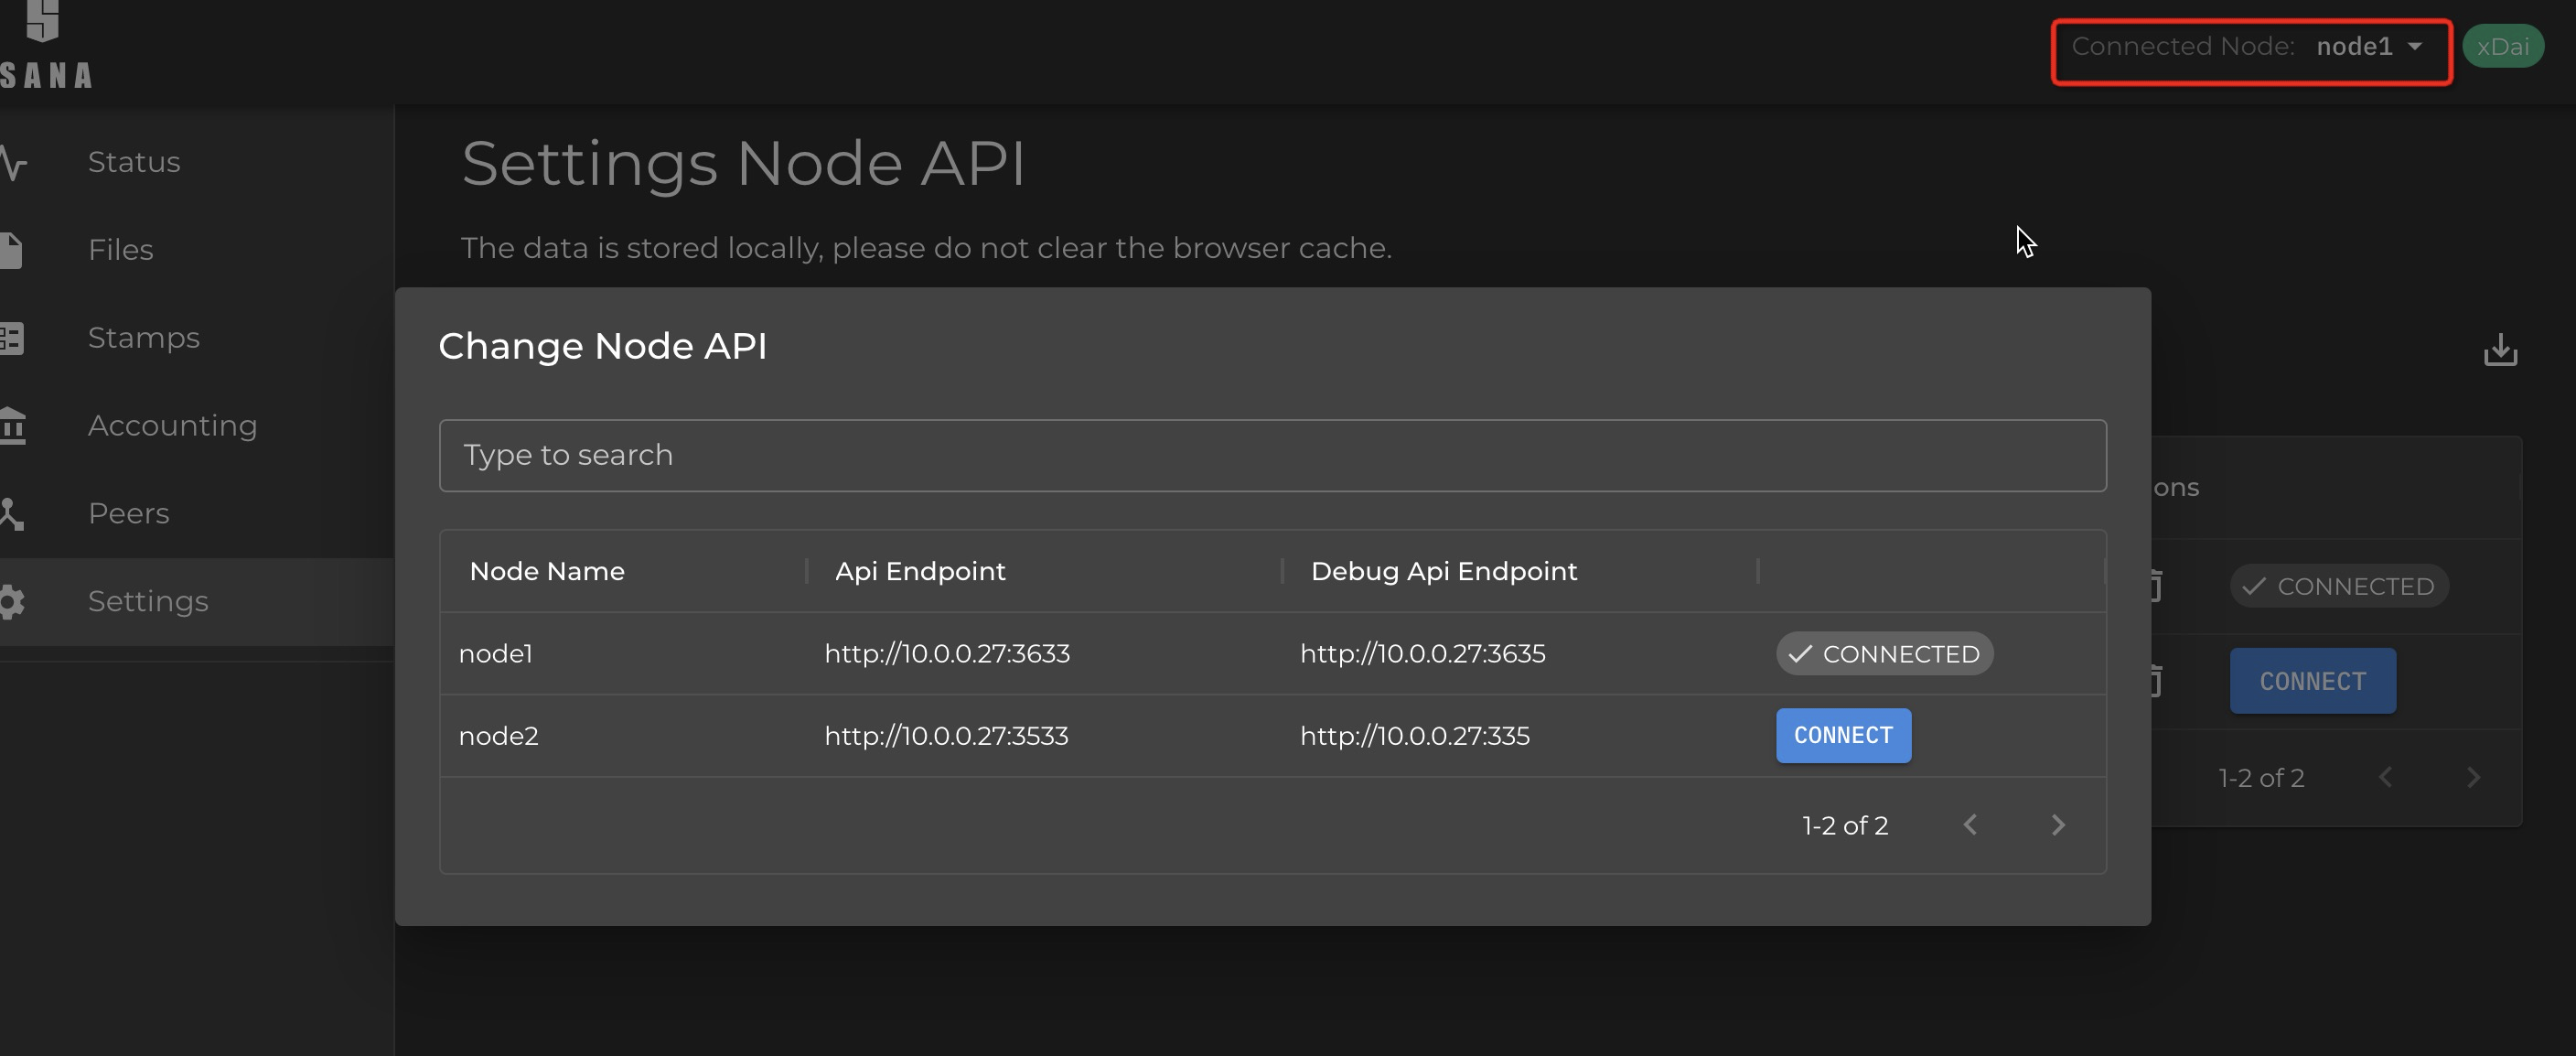 SANA
Connected Node: node1
xDai
Status
Files
Stamps
Accounting
Peers
Settings
Settings Node API
The data is stored locally, please do not clear the browser cache.
Change Node API
Type to search
Node Name Api Endpoint Debug Api Endpoint
node1 http://10.0.0.27:3633 http://10.0.0.27:3635 CONNECTED
node2 http://10.0.0.27:3533 http://10.0.0.27:335 CONNECT
1-2 of 2
ons
CONNECTED
CONNECT
1-2 of 2